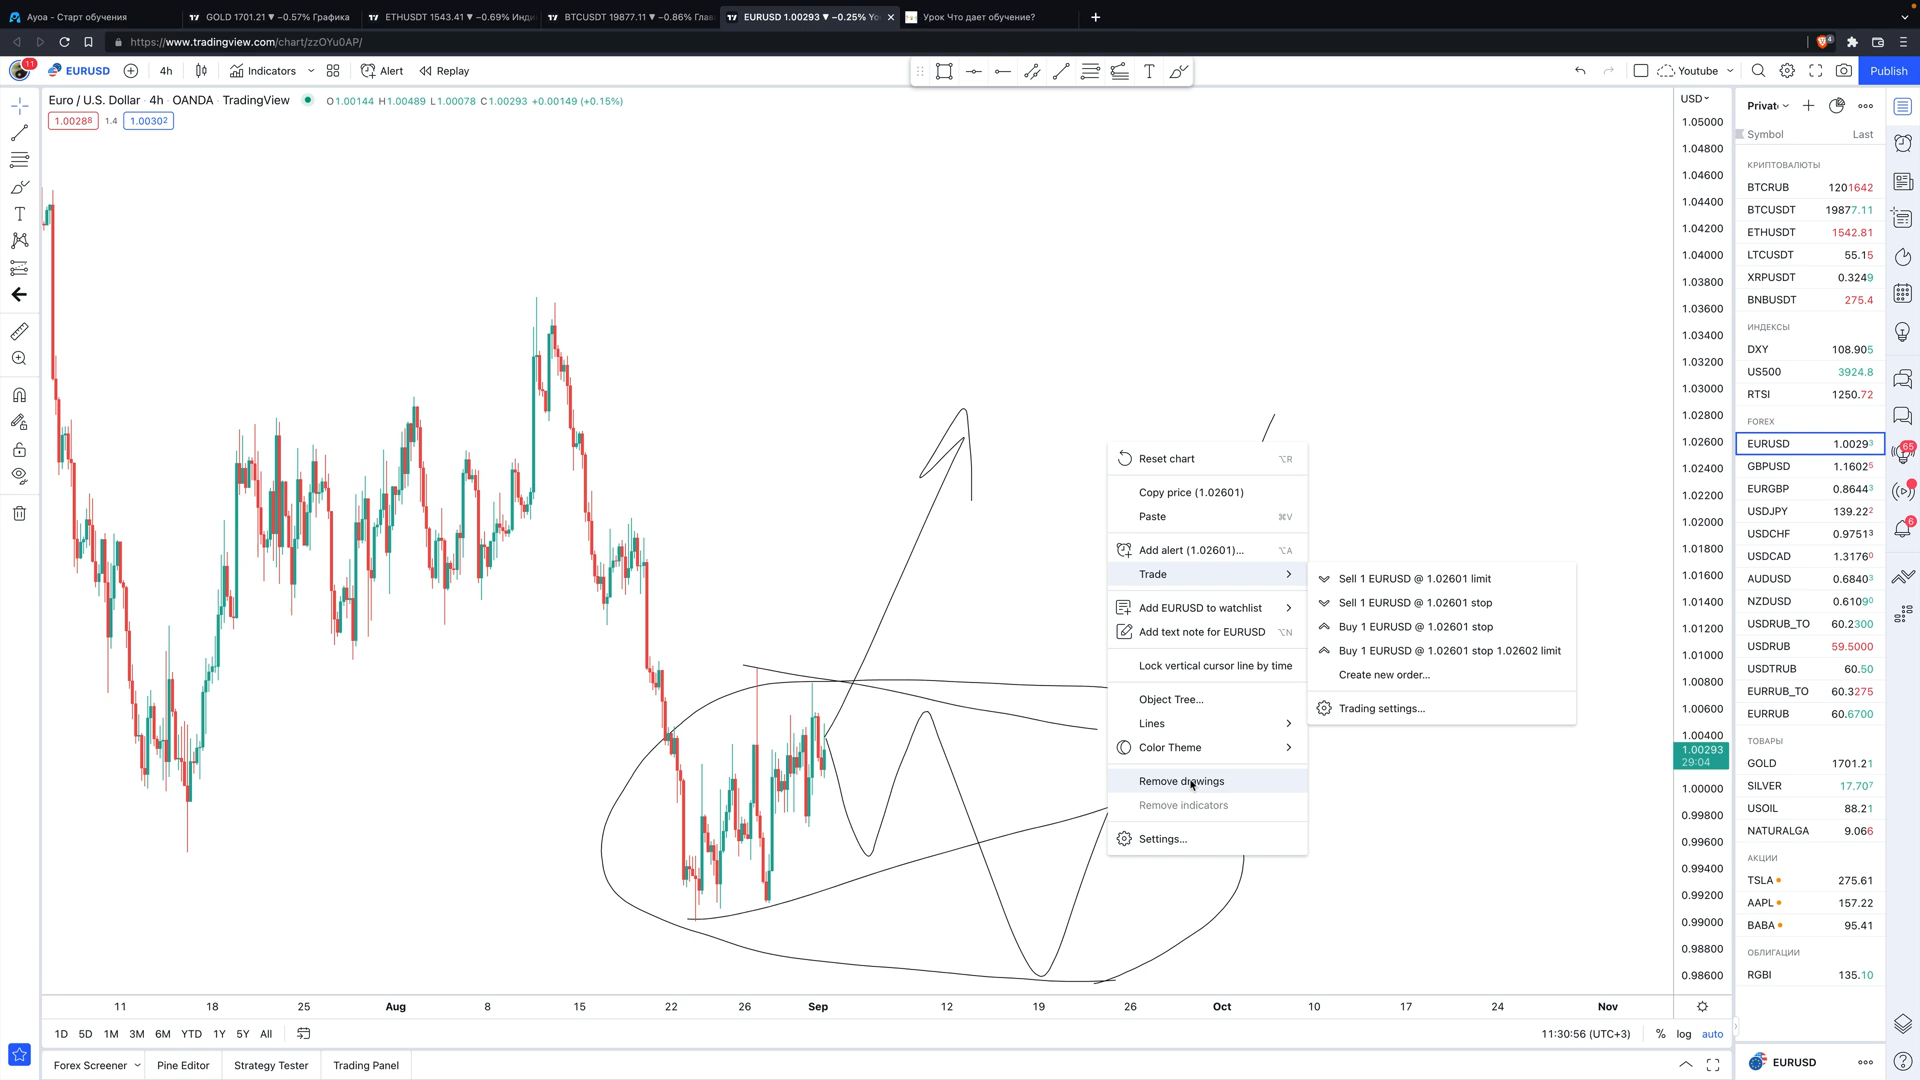 Ayoa - Старт обучения
GOLD 1701.21 ▼ −0.57% Графика
ETHUSDT 1543.41 ▼ −0.69% Инди
BTCUSDT 19877.11 ▼ −0.86% Глав
EURUSD 1.00293 ▼ −0.25% Yo
Урок Что дает обучение?
https://www.tradingview.com/chart/zzOYu0AP/
4
11
EURUSD
4h
Indicators
Alert
Replay
Youtube
Publish
Euro / U.S. Dollar · 4h · OANDA · TradingView
O1.00144 H1.00489 L1.00078 C1.00293 +0.00149 (+0.15%)
1.00288
1.4
1.00302
USD
1.05000
1.04800
1.04600
1.04400
1.04200
1.04000
1.03800
1.03600
1.03400
1.03200
1.03000
1.02800
1.02600
1.02400
1.02200
1.02000
1.01800
1.01600
1.01400
1.01200
1.01000
1.00800
1.00600
1.00400
1.00293
29:04
1.00000
0.99800
0.99600
0.99400
0.99200
0.99000
0.98800
0.98600
Reset chart ⌥R
Copy price (1.02601)
Paste ⌘V
Add alert (1.02601)... ⌥A
Trade
Add EURUSD to watchlist
Add text note for EURUSD ⌥N
Lock vertical cursor line by time
Object Tree...
Lines
Color Theme
Remove drawings
Remove indicators
Settings...
Sell 1 EURUSD @ 1.02601 limit
Sell 1 EURUSD @ 1.02601 stop
Buy 1 EURUSD @ 1.02601 stop
Buy 1 EURUSD @ 1.02601 stop 1.02602 limit
Create new order...
Trading settings...
11 18 25 Aug 8 15 22 26 Sep 12 19 26 Oct 10 17 24 Nov
1D 5D 1M 3M 6M YTD 1Y 5Y All
11:30:56 (UTC+3) % log auto
Forex Screener
Pine Editor
Strategy Tester
Trading Panel
Privat
Symbol Last
КРИПТОВАЛЮТЫ
BTCRUB 1201642
BTCUSDT 19877.11
ETHUSDT 1542.81
LTCUSDT 55.15
XRPUSDT 0.3249
BNBUSDT 275.4
ИНДЕКСЫ
DXY 108.905
US500 3924.8
RTSI 1250.72
FOREX
EURUSD 1.00293
GBPUSD 1.16025
EURGBP 0.86443
USDJPY 139.222
USDCHF 0.97513
USDCAD 1.31760
AUDUSD 0.68403
NZDUSD 0.61090
USDRUB_TO 60.2300
USDRUB 59.5000
USDTRUB 60.50
EURRUB_TO 60.3275
EURRUB 60.6700
ТОВАРЫ
GOLD 1701.21
SILVER 17.707
USOIL 88.21
NATURALGA 9.066
АКЦИИ
TSLA 275.61
AAPL 157.22
BABA 95.41
ОБЛИГАЦИИ
RGBI 135.10
EURUSD
65
6